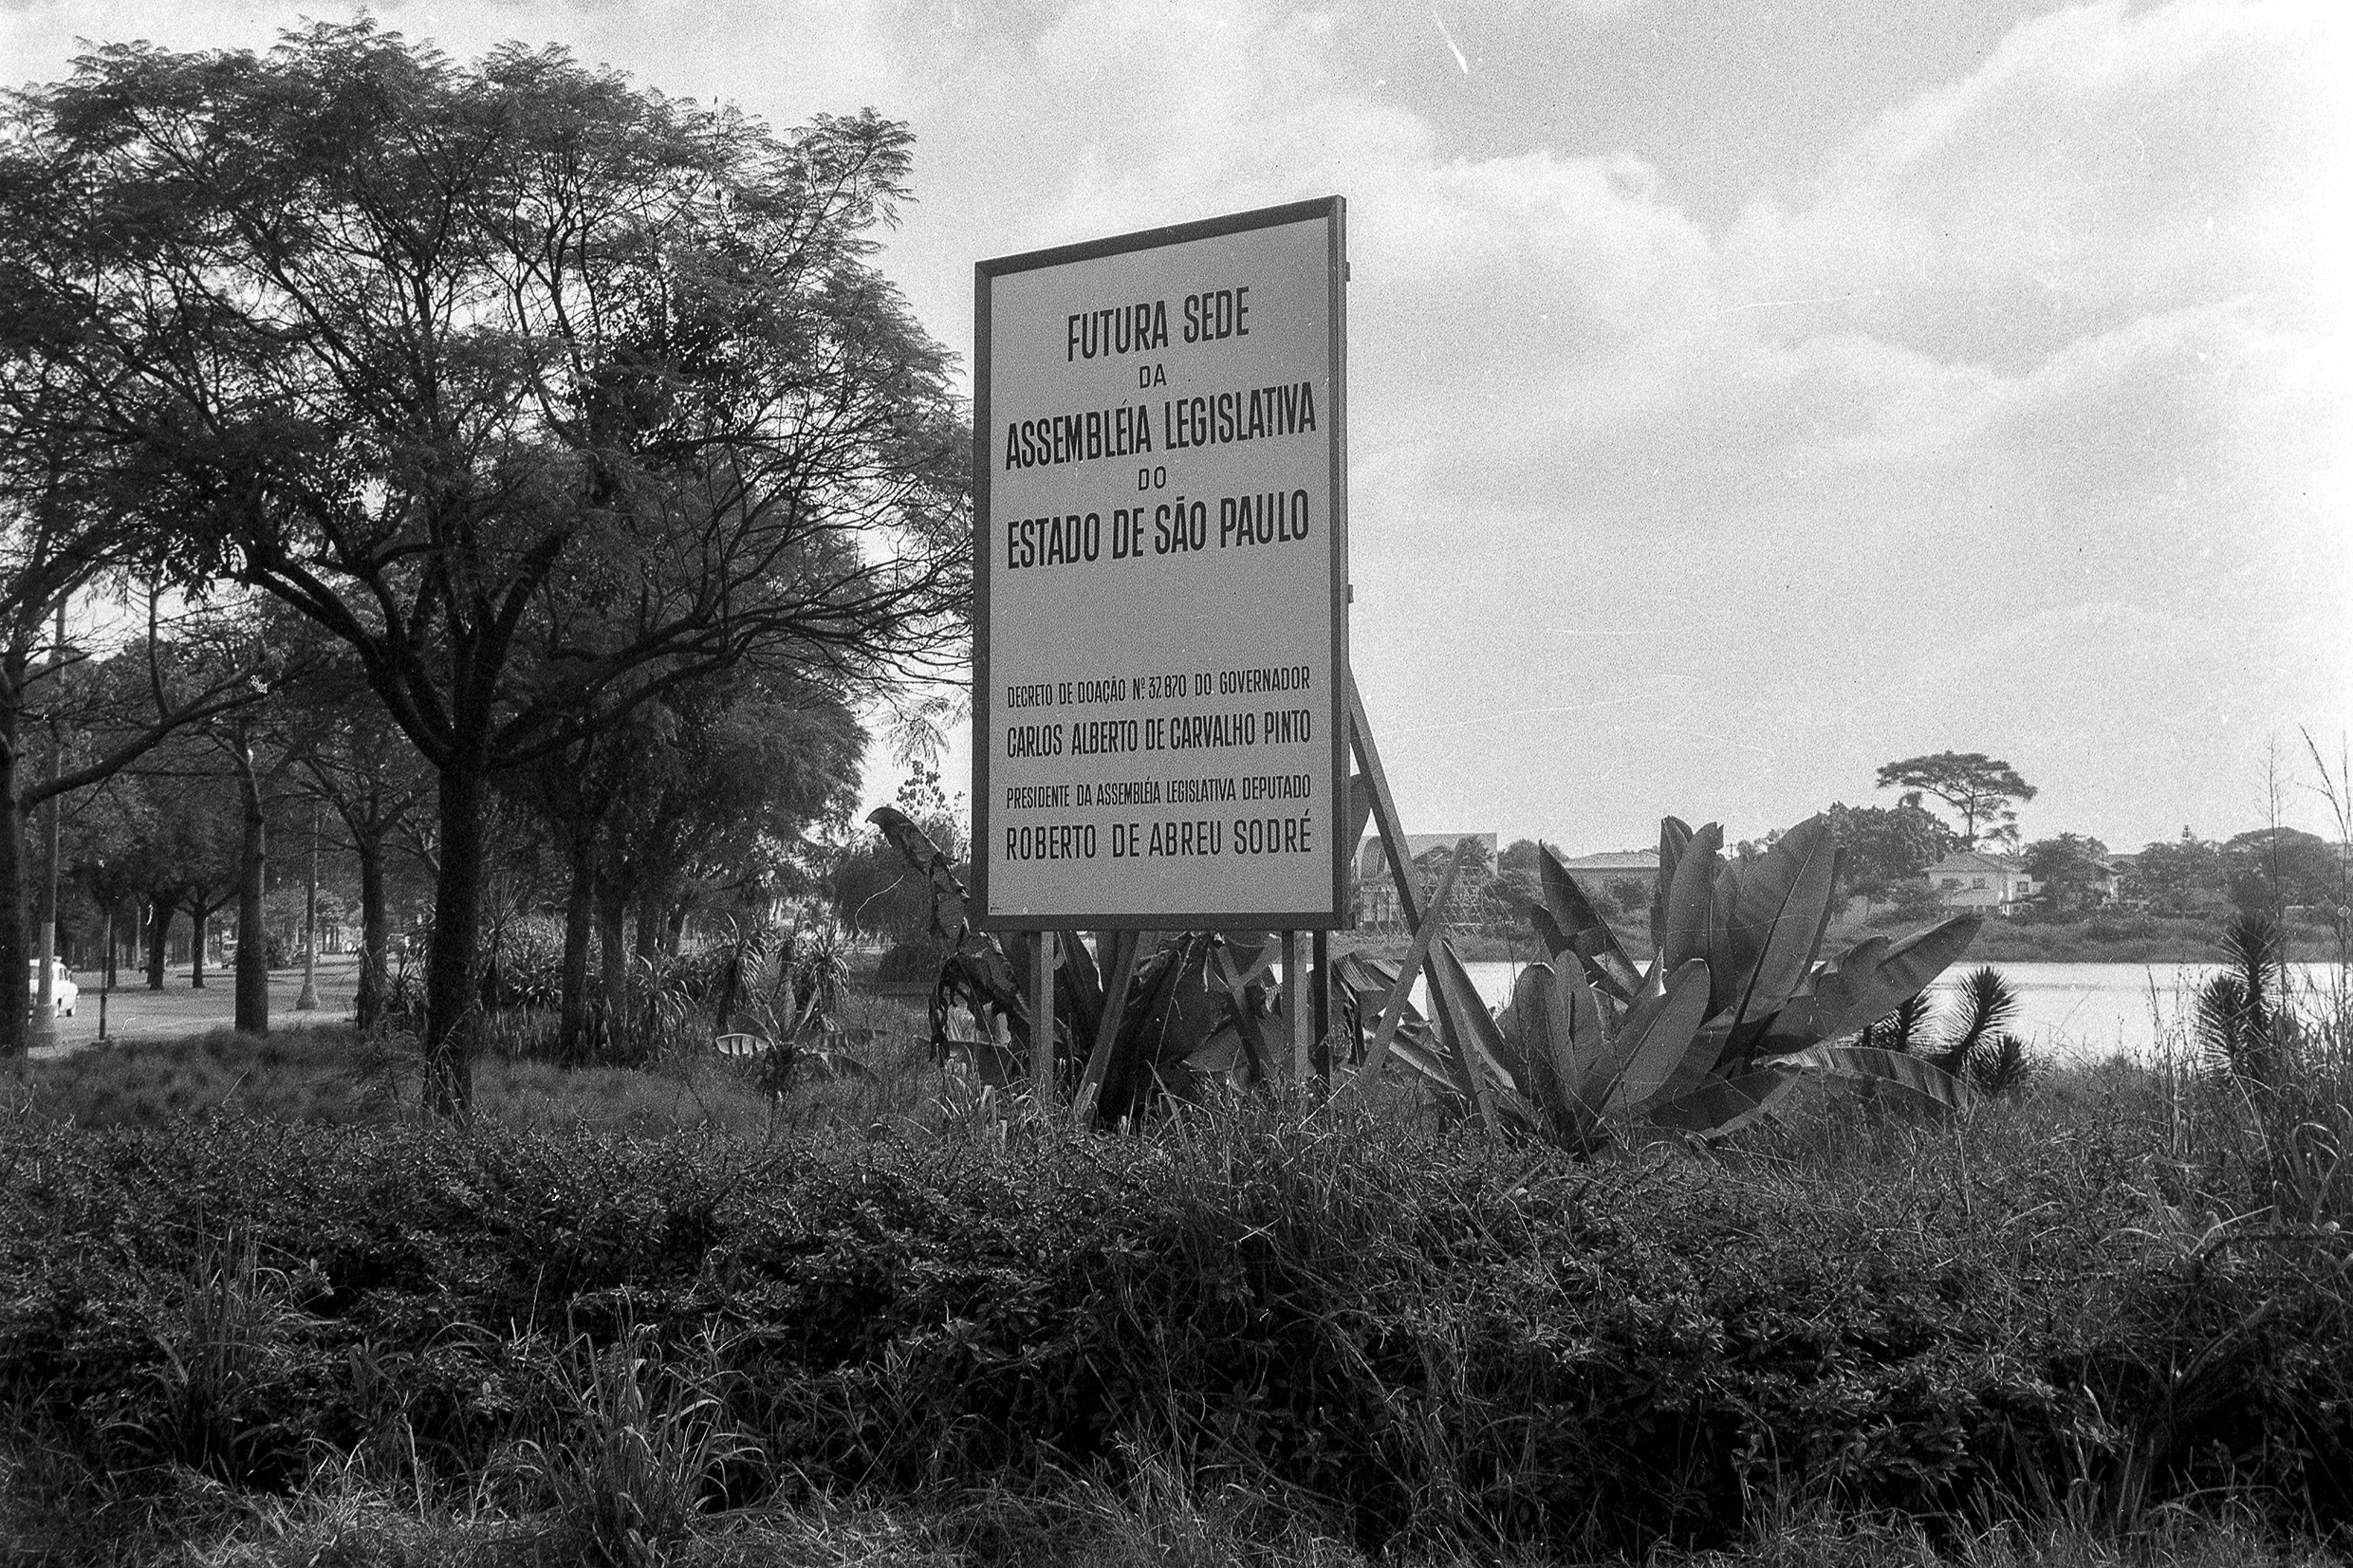 FUTURA SEDE
DA
ASSEMBLÉIA LEGISLATIVA
DO
ESTADO DE SÃO PAULO
DECRETO DE DOAÇÃO Nº 37.870 DO GOVERNADOR
CARLOS ALBERTO DE CARVALHO PINTO
PRESIDENTE DA ASSEMBLÉIA LEGISLATIVA DEPUTADO
ROBERTO DE ABREU SODRÉ